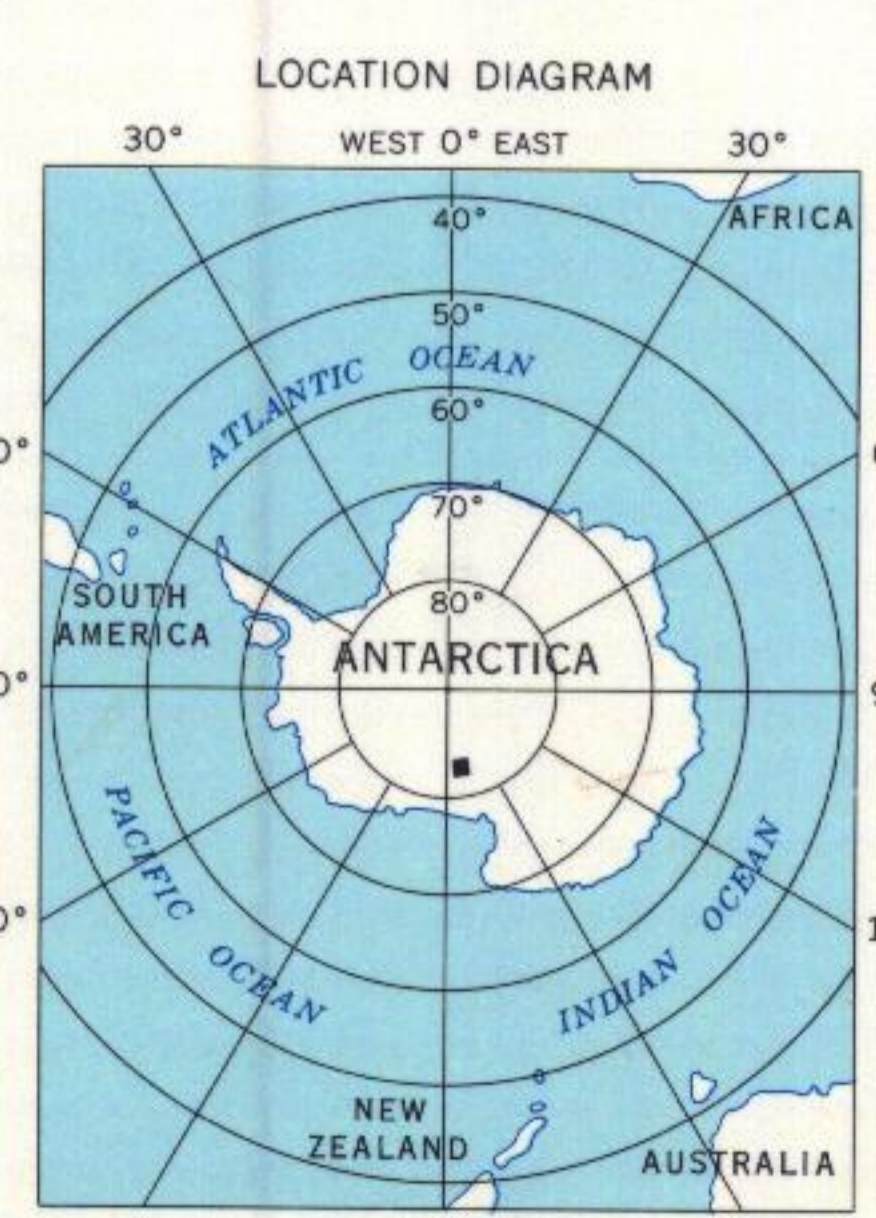 LOCATION DIAGRAM
30° WEST 0° EAST 30°
AFRICA
40°
50°
ATLANTIC OCEAN
60°
70°
80°
SOUTH
AMERICA
ANTARCTICA
PACIFIC OCEAN
INDIAN OCEAN
NEW
ZEALAND
AUSTRALIA